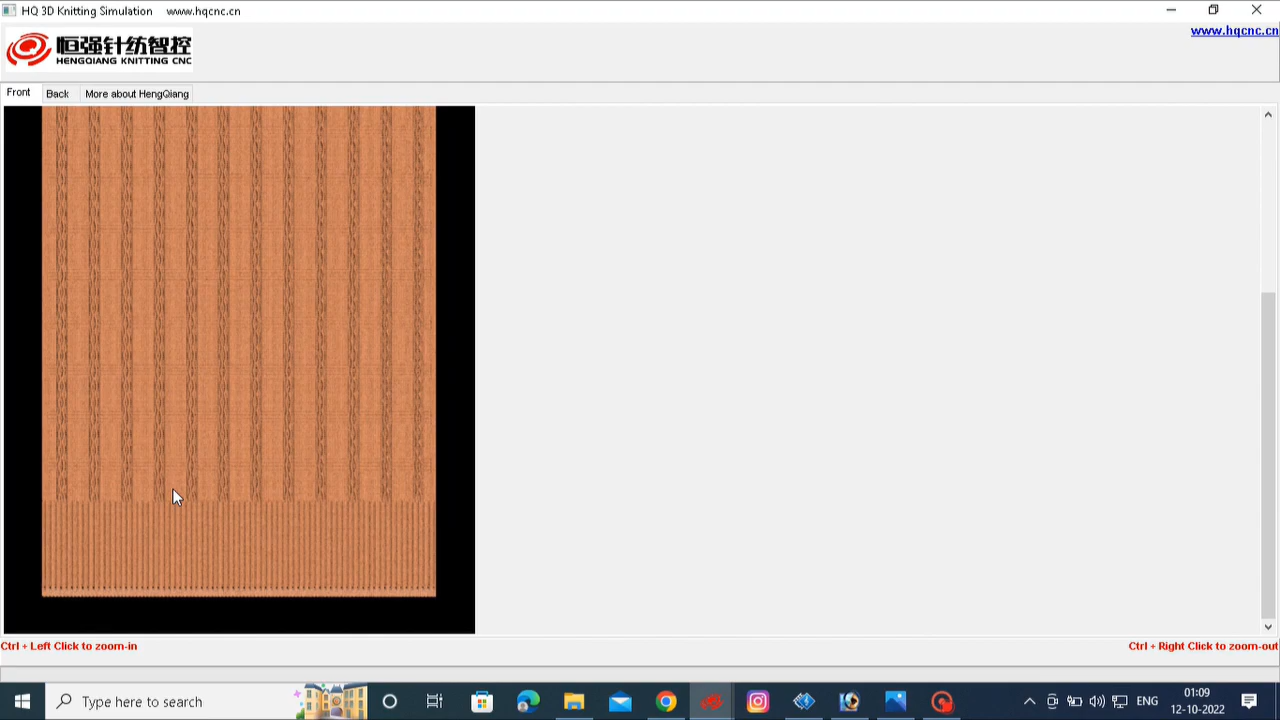 HQ 3D Knitting Simulation www.hqcnc.cn
www.hqcnc.cn
恒强针纺智控
HENGQIANG KNITTING CNC
Front Back More about HengQiang
Ctrl + Left Click to zoom-in Ctrl + Right Click to zoom-out
Type here to search
ENG
01:09
12-10-2022